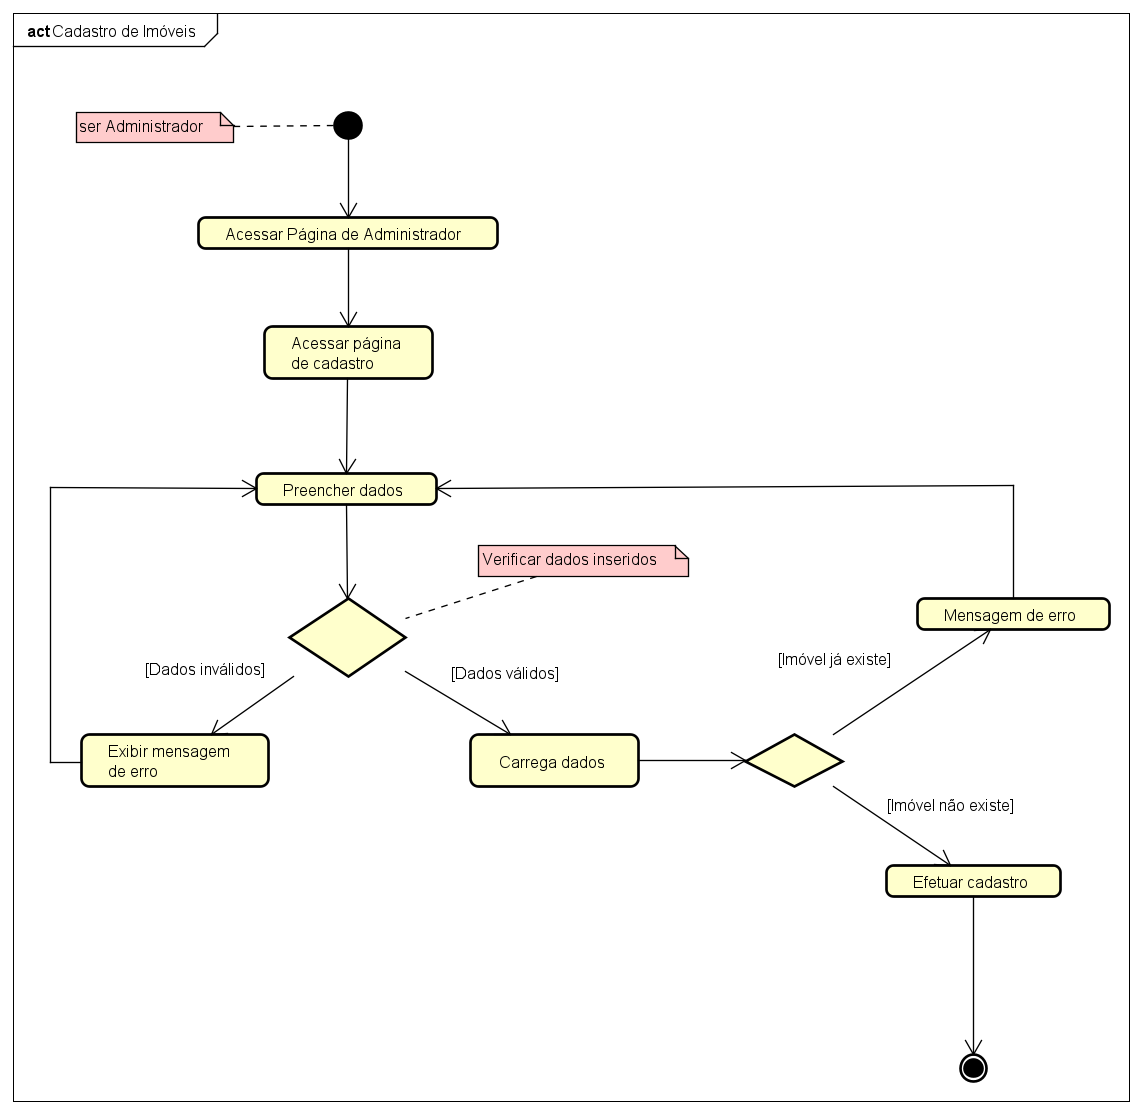 act Cadastro de Imóveis
ser Administrador
Acessar Página de Administrador
Acessar página
de cadastro
Preencher dados
Verificar dados inseridos
Mensagem de erro
[Dados inválidos]
[Dados válidos]
[Imóvel já existe]
Exibir mensagem
de erro
Carrega dados
[Imóvel não existe]
Efetuar cadastro